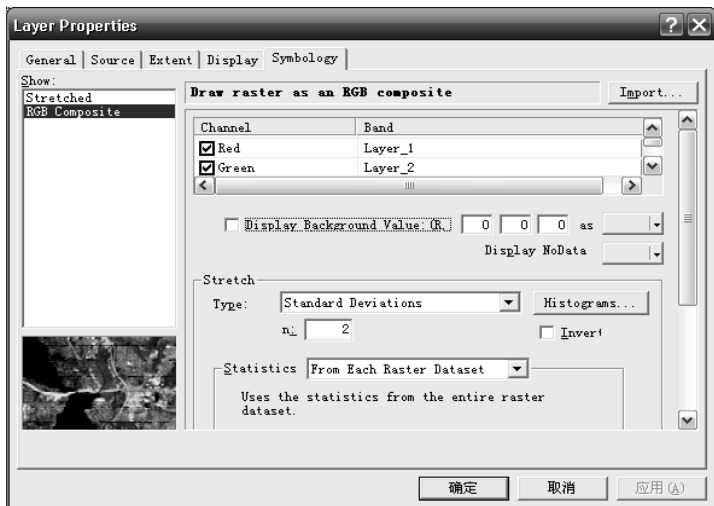 Layer Properties
General Source Extent Display Symbology
Show:
Stretched
RGB Composite
Draw raster as an RGB composite
Import...
Channel Band
Red Layer_1
Green Layer_2
Display Background Value:(R, 0 0 0 as
Display NoData
Stretch
Type: Standard Deviations Histograms...
n: 2 Invert
Statistics From Each Raster Dataset
Uses the statistics from the entire raster
dataset.
确定 取消 应用(A)